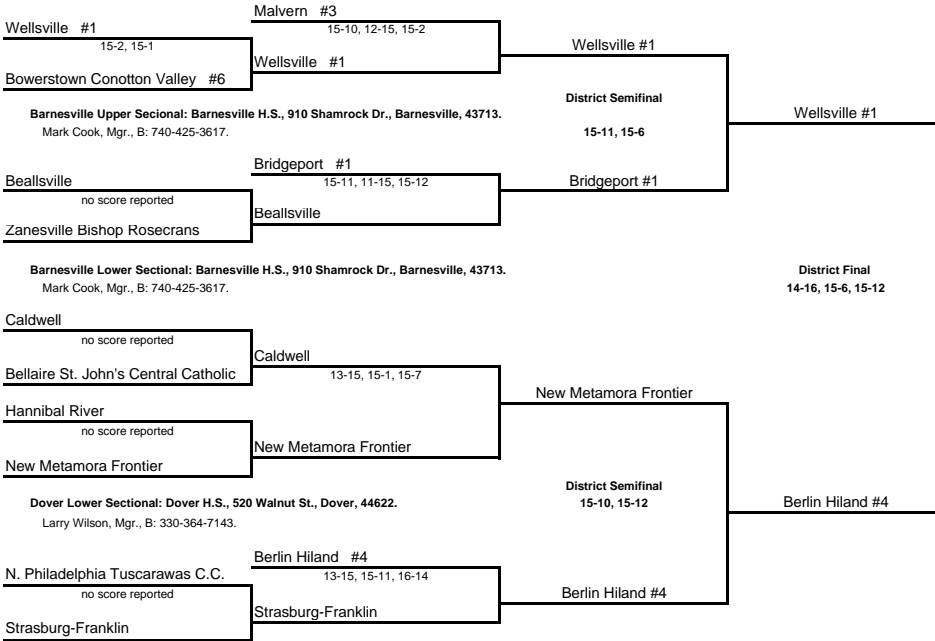 Malvern #3
Wellsville #1
15-10, 12-15, 15-2
15-2, 15-1
Wellsville #1
Wellsville #1
Bowerstown Conotton Valley #6
District Semifinal
Barnesville Upper Secional: Barnesville H.S., 910 Shamrock Dr., Barnesville, 43713.
Wellsville #1
Mark Cook, Mgr., B: 740-425-3617.
15-11, 15-6
Bridgeport #1
Beallsville
15-11, 11-15, 15-12
Bridgeport #1
no score reported
Beallsville
Zanesville Bishop Rosecrans
Barnesville Lower Sectional: Barnesville H.S., 910 Shamrock Dr., Barnesville, 43713.
District Final
Mark Cook, Mgr., B: 740-425-3617.
14-16, 15-6, 15-12
Caldwell
no score reported
Caldwell
Bellaire St. John's Central Catholic
13-15, 15-1, 15-7
New Metamora Frontier
Hannibal River
no score reported
New Metamora Frontier
New Metamora Frontier
District Semifinal
Dover Lower Sectional: Dover H.S., 520 Walnut St., Dover, 44622.
15-10, 15-12
Berlin Hiland #4
Larry Wilson, Mgr., B: 330-364-7143.
Berlin Hiland #4
N. Philadelphia Tuscarawas C.C.
13-15, 15-11, 16-14
no score reported
Berlin Hiland #4
Strasburg-Franklin
Strasburg-Franklin